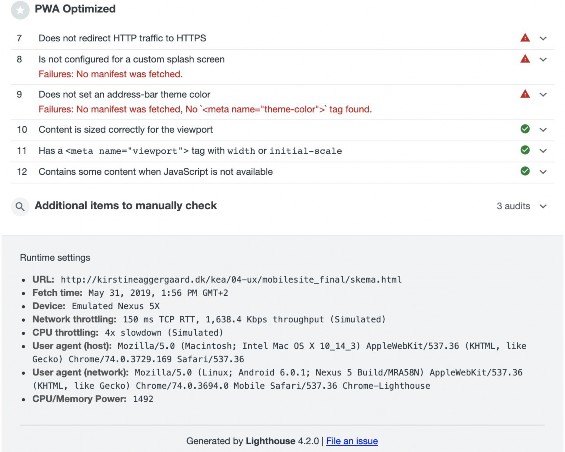 PWA Optimized
7 Does not redirect HTTP traffic to HTTPS
8 Is not configured for a custom splash screen
Failures: No manifest was fetched.
9 Does not set an address-bar theme color
Failures: No manifest was fetched, No `<meta name="theme-color">` tag found.
10 Content is sized correctly for the viewport
11 Has a <meta name="viewport"> tag with width or initial-scale
12 Contains some content when JavaScript is not available
Additional items to manually check 3 audits
Runtime settings
• URL: http://kirstineaggergaard.dk/kea/04-ux/mobilesite_final/skema.html
• Fetch time: May 31, 2019, 1:56 PM GMT+2
• Device: Emulated Nexus 5X
• Network throttling: 150 ms TCP RTT, 1,638.4 Kbps throughput (Simulated)
• CPU throttling: 4x slowdown (Simulated)
• User agent (host): Mozilla/5.0 (Macintosh; Intel Mac OS X 10_14_3) AppleWebKit/537.36 (KHTML, like
Gecko) Chrome/74.0.3729.169 Safari/537.36
• User agent (network): Mozilla/5.0 (Linux; Android 6.0.1; Nexus 5 Build/MRA58N) AppleWebKit/537.36
(KHTML, like Gecko) Chrome/74.0.3694.0 Mobile Safari/537.36 Chrome-Lighthouse
• CPU/Memory Power: 1492
Generated by Lighthouse 4.2.0 | File an issue